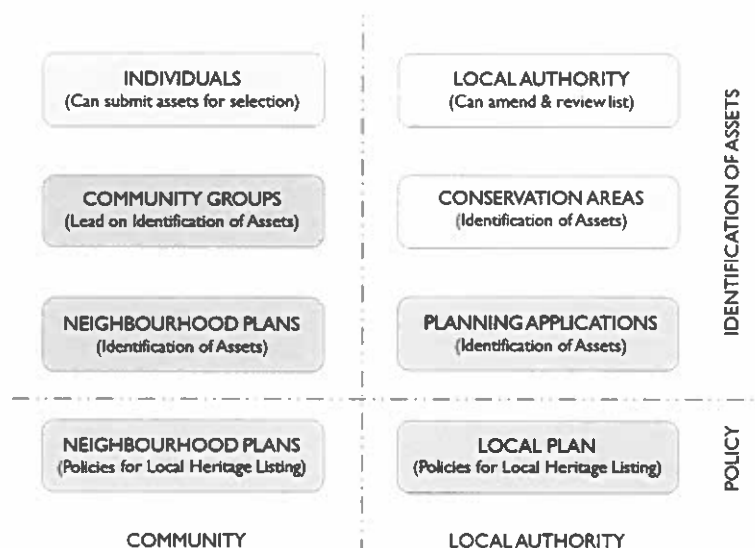 INDIVIDUALS
(Can submit assets for selection)
LOCAL AUTHORITY
(Can amend & review list)
COMMUNITY GROUPS
(Lead on Identification of Assets)
CONSERVATION AREAS
(Identification of Assets)
NEIGHBOURHOOD PLANS
(Identification of Assets)
PLANNING APPLICATIONS
(Identification of Assets)
IDENTIFICATION OF ASSETS
NEIGHBOURHOOD PLANS
(Policies for Local Heritage Listing)
LOCAL PLAN
(Policies for Local Heritage Listing)
POLICY
COMMUNITY
LOCAL AUTHORITY